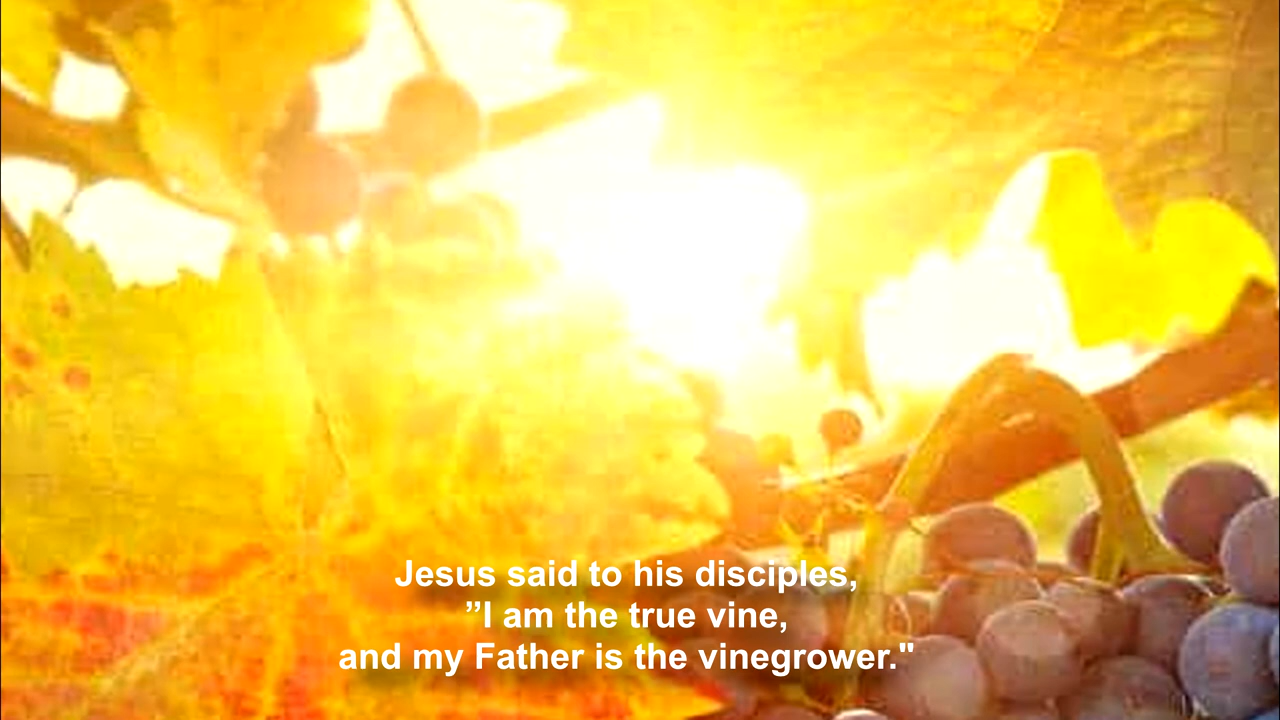 Jesus said to his disciples,
”I am the true vine,
and my Father is the vinegrower."